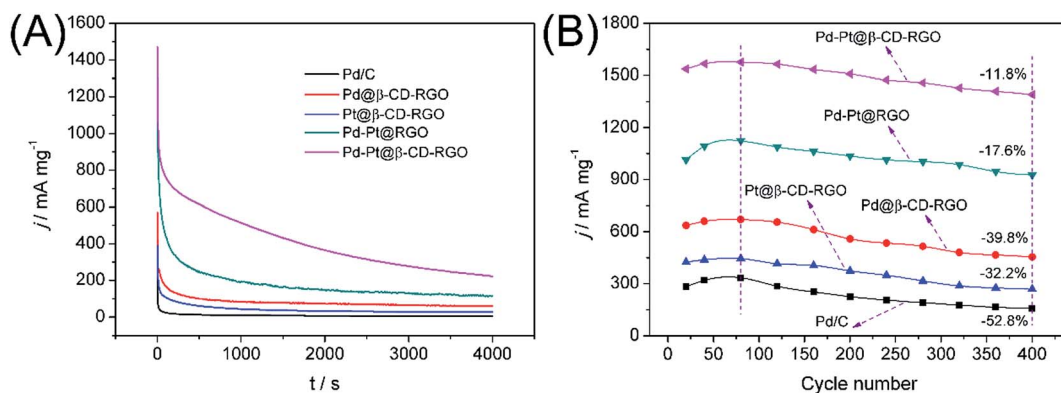 (A)
1600
1400
1200
1000
800
600
400
200
0
j / mA mg⁻¹
Pd/C
Pd@β-CD-RGO
Pt@β-CD-RGO
Pd-Pt@RGO
Pd-Pt@β-CD-RGO
0 1000 2000 3000 4000
t / s
(B)
1800
1500
1200
900
600
300
0
j / mA mg⁻¹
Pd-Pt@β-CD-RGO
-11.8%
Pd-Pt@RGO
-17.6%
Pt@β-CD-RGO
Pd@β-CD-RGO
-39.8%
-32.2%
Pd/C
-52.8%
0 50 100 150 200 250 300 350 400
Cycle number